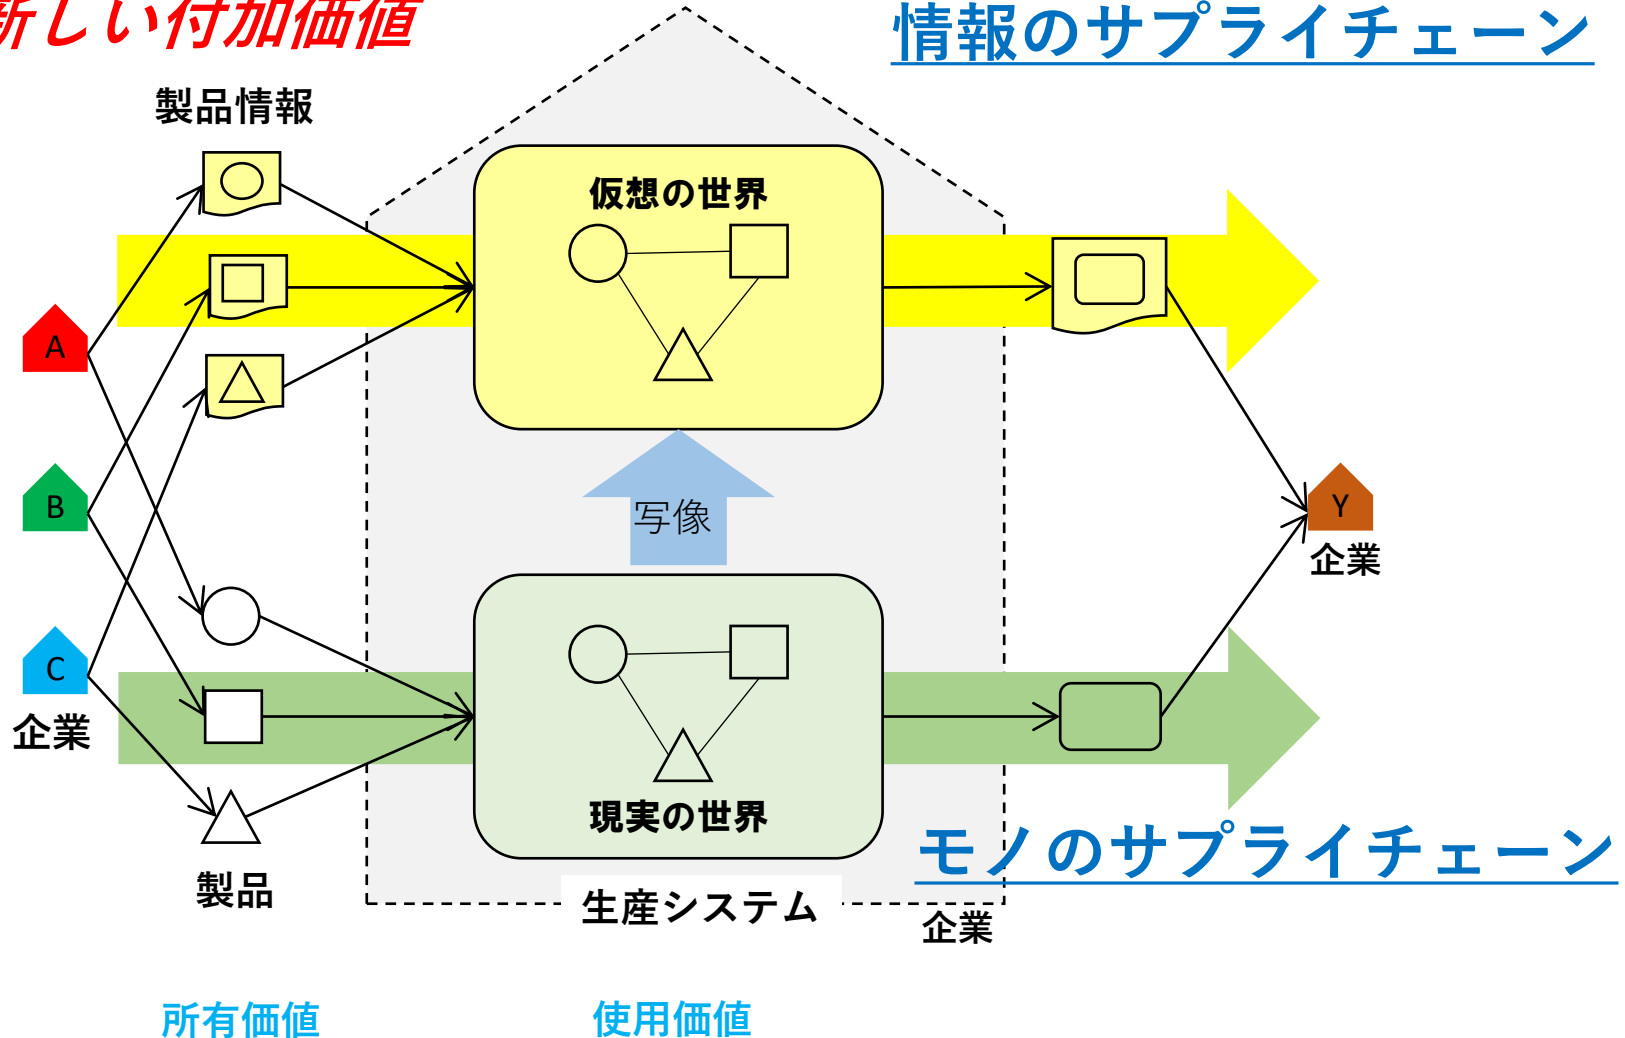 新しい付加価値
情報のサプライチェーン
製品情報
仮想の世界
A
B
写像
Y
企業
C
企業
現実の世界
モノのサプライチェーン
製品
生産システム
企業
所有価値
使用価値